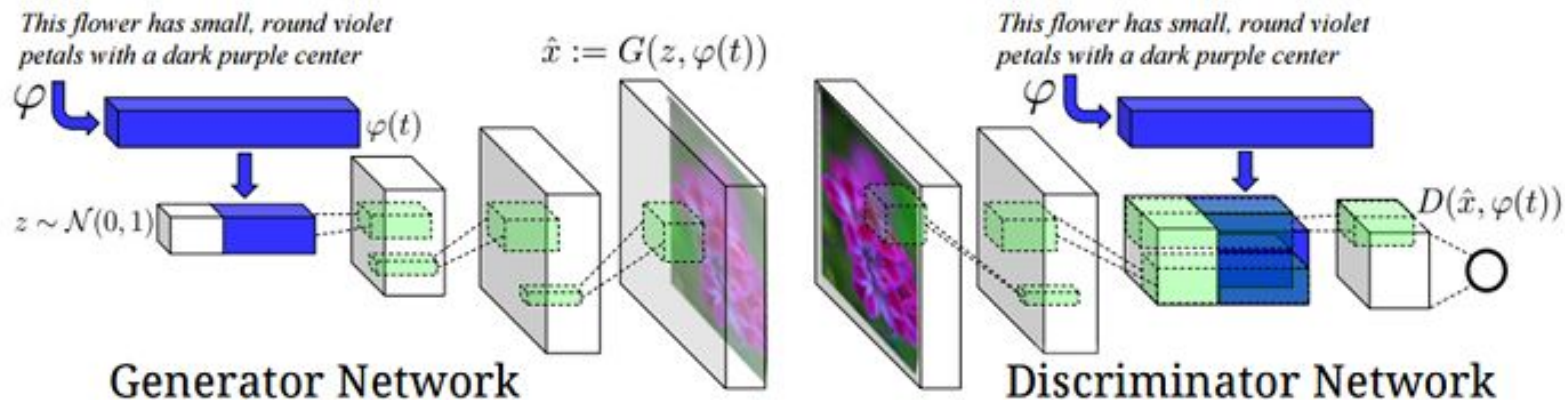 This flower has small, round violet
petals with a dark purple center
φ
φ(t)
z ~ N(0, 1)
x̂ := G(z, φ(t))
Generator Network
This flower has small, round violet
petals with a dark purple center
φ
D(x̂, φ(t))
Discriminator Network